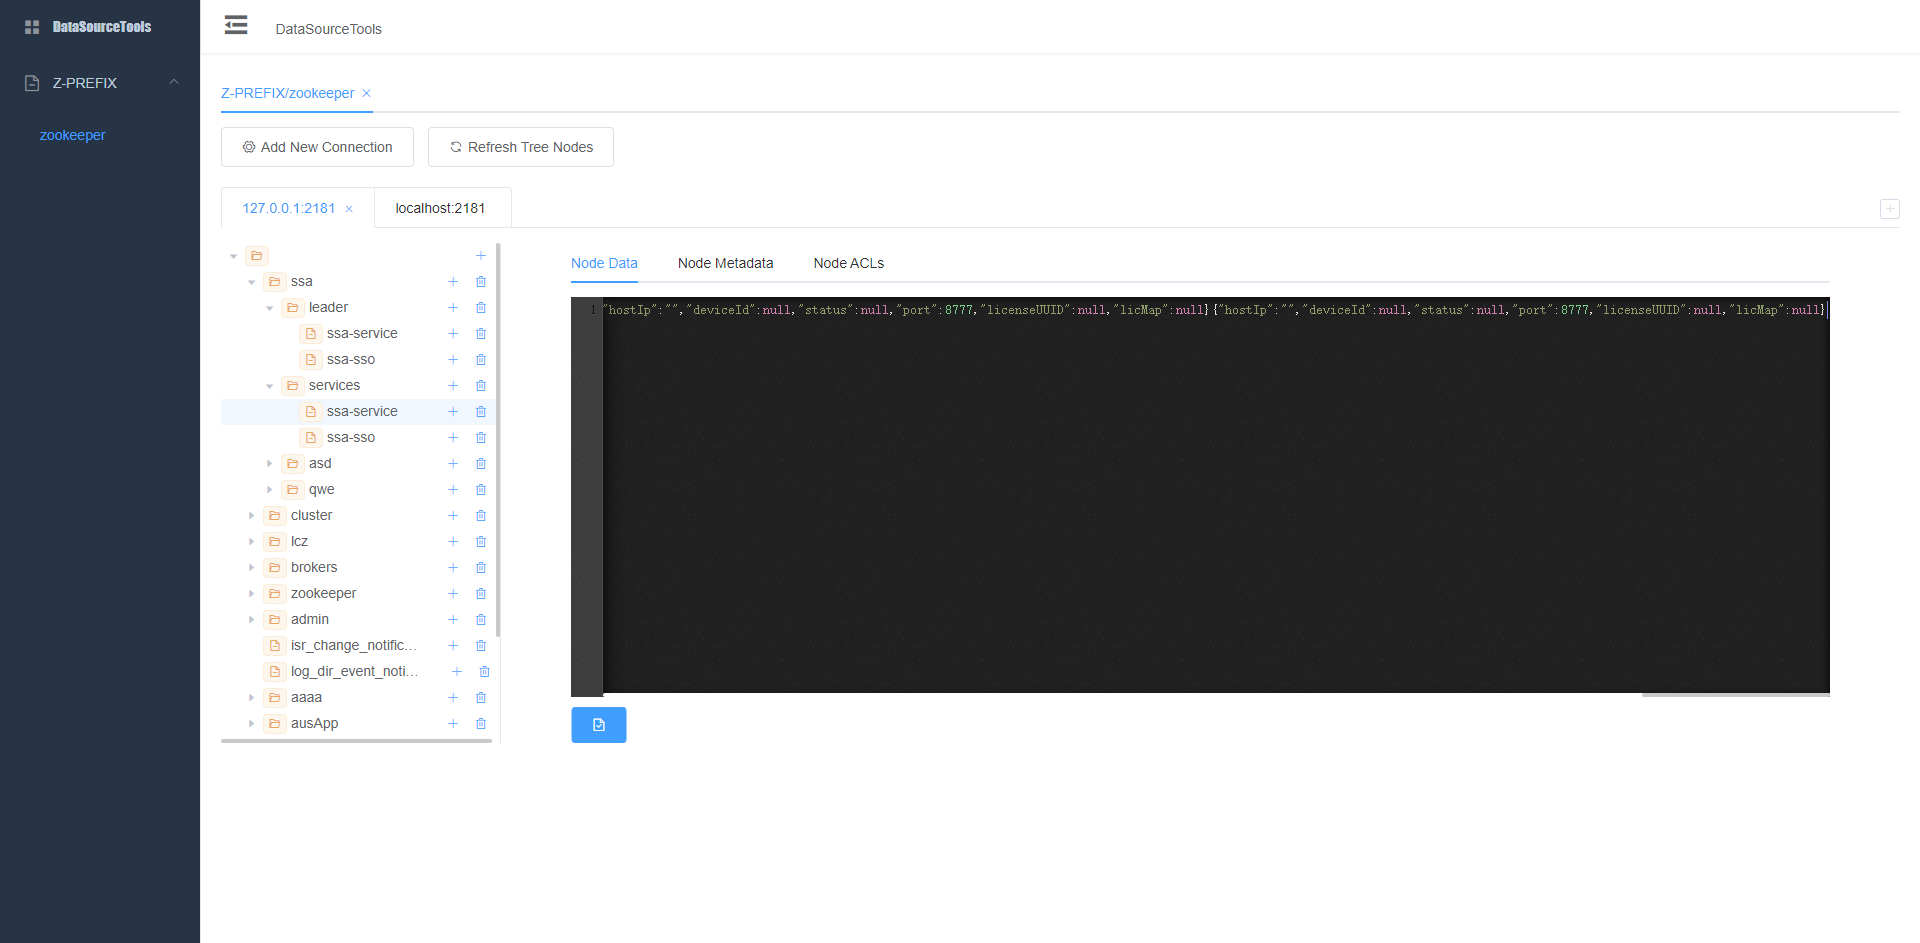 DataSourceTools
DataSourceTools
Z-PREFIX
zookeeper
Z-PREFIX/zookeeper
Add New Connection
Refresh Tree Nodes
127.0.0.1:2181
localhost:2181
ssa
leader
ssa-service
ssa-sso
services
ssa-service
ssa-sso
asd
qwe
cluster
lcz
brokers
zookeeper
admin
isr_change_notific...
log_dir_event_noti...
aaaa
ausApp
Node Data
Node Metadata
Node ACLs
1
"hostIp":"","deviceId":null,"status":null,"port":8777,"licenseUUID":null,"licMap":null}{"hostIp":"","deviceId":null,"status":null,"port":8777,"licenseUUID":null,"licMap":null}